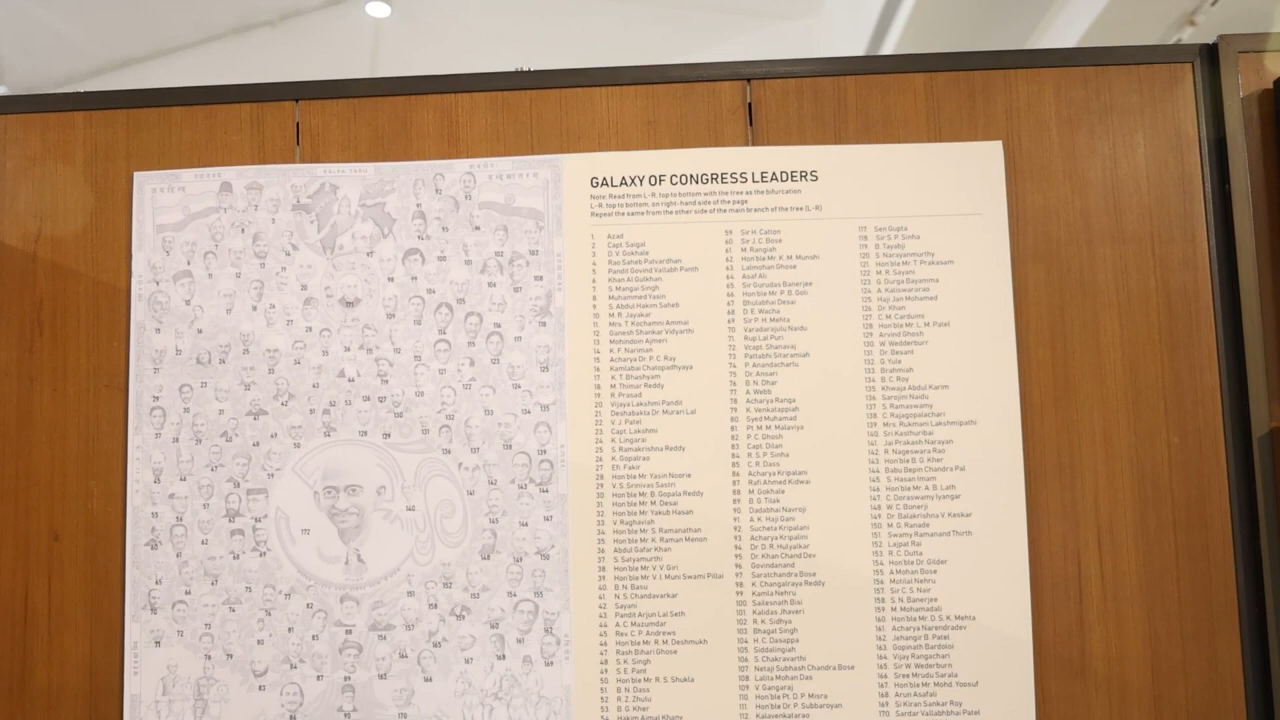 KALPA TARU
GALAXY OF CONGRESS LEADERS
Note: Read from L-R, top to bottom with the tree as the bifurcation
L-R, top to bottom, on right-hand side of the page
Repeat the same from the other side of the main branch of the tree (L-R)
1. Azad
2. Capt. Saigal
3. D.V. Gokhale
4. Rao Saheb Patvardhan
5. Pandit Govind Vallabh Panth
6. Khan Al Gulkhan
7. S. Mangai Singh
8. Muhammed Yasin
9. S. Abdul Hakim Saheb
10. M. R. Jayakar
11. Mrs. T. Kochamni Ammai
12. Ganesh Shankar Vidyarthi
13. Mohindoin Ajmeri
14. K. F. Nariman
15. Acharya Dr. P. C. Ray
16. Kamlabai Chatopadhyaya
17. K. T. Bhashyam
18. M. Thimar Reddy
19. R. Prasad
20. Vijaya Lakshmi Pandit
21. Deshabakta Dr. Murari Lal
22. V. J. Patel
23. Capt. Lakshmi
24. K. Lingarai
25. S. Ramakrishna Reddy
26. K. Gopalrao
27. Efi. Fakir
28. Hon'ble Mr. Yasin Noorie
29. V. S. Srinivas Sastri
30. Hon'ble Mr. B. Gopala Reddy
31. Hon'ble Mr. M. Desai
32. Hon'ble Mr. Yakub Hasan
33. V. Raghaviah
34. Hon'ble Mr. S. Ramanathan
35. Hon'ble Mr. K. Raman Menon
36. Abdul Gafar Khan
37. S. Satyamurthi
38. Hon'ble Mr. V. V. Giri
39. Hon'ble Mr. V. I. Muni Swami Pillai
40. B. N. Basu
41. N. S. Chandavarkar
42. Sayani
43. Pandit Arjun Lal Seth
44. A. C. Mazumdar
45. Rev. C. P. Andrews
46. Hon'ble Mr. R. M. Deshmukh
47. Rash Bihari Ghose
48. S. K. Singh
49. S. E. Pant
50. Hon'ble Mr. R. S. Shukla
51. B. N. Dass
52. R. Z. Zhulu
53. B. G. Kher
54. Hakim Ajmal Khany
59. Sir H. Catton
60. Sir J. C. Bose
61. M. Rangiah
62. Hon'ble Mr. K. M. Munshi
63. Lalmohan Ghose
64. Asaf Ali
65. Sir Gurudas Banerjee
66. Hon'ble Mr. P. B. Goli
67. Bhulabhai Desai
68. D. E. Wacha
69. Sir P. H. Mehta
70. Varadarajulu Naidu
71. Rup Lal Puri
72. Vcapt. Shanavaj
73. Pattabhi Sitaramiah
74. P. Anandacharlu
75. Dr. Ansari
76. B. N. Dhar
77. A. Webb
78. Acharya Ranga
79. K. Venkatappiah
80. Syed Muhamad
81. Pt. M. M. Malaviya
82. P. C. Ghosh
83. Capt. Dilan
84. R. S. P. Sinha
85. C. R. Dass
86. Acharya Kripalani
87. Rafi Ahmed Kidwai
88. M. Gokhale
89. B. G. Tilak
90. Dadabhai Navroji
91. A. K. Haji Gani
92. Sucheta Kripalani
93. Acharya Kripalini
94. Dr. D. R. Hulyalkar
95. Dr. Khan Chand Dev
96. Govindanand
97. Saratchandra Bose
98. K. Changalraya Reddy
99. Kamla Nehru
100. Sailesnath Bisi
101. Kalidas Jhaveri
102. R. K. Sidhya
103. Bhagat Singh
104. H. C. Dasappa
105. Siddalingiah
106. S. Chakravarthi
107. Netaji Subhash Chandra Bose
108. Lalita Mohan Das
109. V. Gangaraj
110. Hon'ble Pt. D. P. Misra
111. Hon'ble Dr. P. Subbaroyan
112. Kalavenkatarao
117. Sen Gupta
118. Sir S. P. Sinha
119. B. Tayabji
120. S. Narayanmurthy
121. Hon'ble Mr. T. Prakasam
122. M. R. Sayani
123. G. Durga Bayamma
124. A. Kaliswararao
125. Haji Jan Mohamed
126. Dr. Khan
127. C. M. Carduimi
128. Hon'ble Mr. L. M. Patel
129. Arvind Ghosh
130. W. Wedderburr
131. Dr. Besant
132. G. Yule
133. Brahmiah
134. B. C. Roy
135. Khwaja Abdul Karim
136. Sarojini Naidu
137. S. Ramaswamy
138. C. Rajagopalachari
139. Mrs. Rukmani Lakshmipathi
140. Sri Kasthuribai
141. Jai Prakash Narayan
142. R. Nageswara Rao
143. Hon'ble B. G. Kher
144. Babu Bepin Chandra Pal
145. S. Hasan Imam
146. Hon'ble Mr. A. B. Lath
147. C. Doraswamy Iyangar
148. W. C. Bonerji
149. Dr. Balakrishna V. Keskar
150. M. G. Ranade
151. Swamy Ramanand Thirth
152. Lajpat Rai
153. R. C. Dutta
154. Hon'ble Dr. Gilder
155. A Mohan Bose
156. Motilal Nehru
157. Sir C. S. Nair
158. S. N. Banerjee
159. M. Mohamadali
160. Hon'ble Mr. D. S. K. Mehta
161. Acharya Narendradev
162. Jehangir B. Patel
163. Gopinath Bardoloi
164. Vijay Rangachari
165. Sir W. Wederburn
166. Sree Mrudu Sarala
167. Hon'ble Mr. Mohd. Yoosuf
168. Arun Asafali
169. Si Kiran Sankar Roy
170. Sardar Vallabhbhai Patel